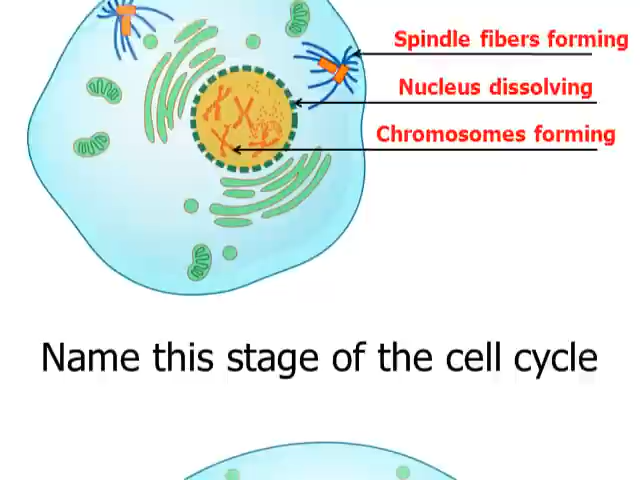 Spindle fibers forming
Nucleus dissolving
Chromosomes forming
Name this stage of the cell cycle